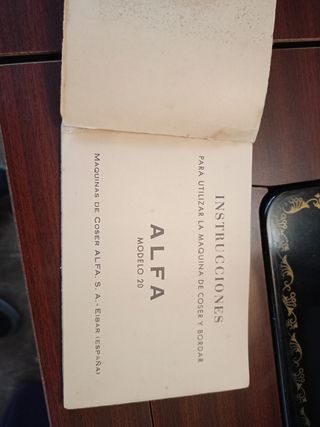 INSTRUCCIONES
PARA UTILIZAR LA MAQUINA DE COSER Y BORDAR
ALFA
MODELO 20
MAQUINAS DE COSER ALFA, S. A. - EIBAR (ESPAÑA)